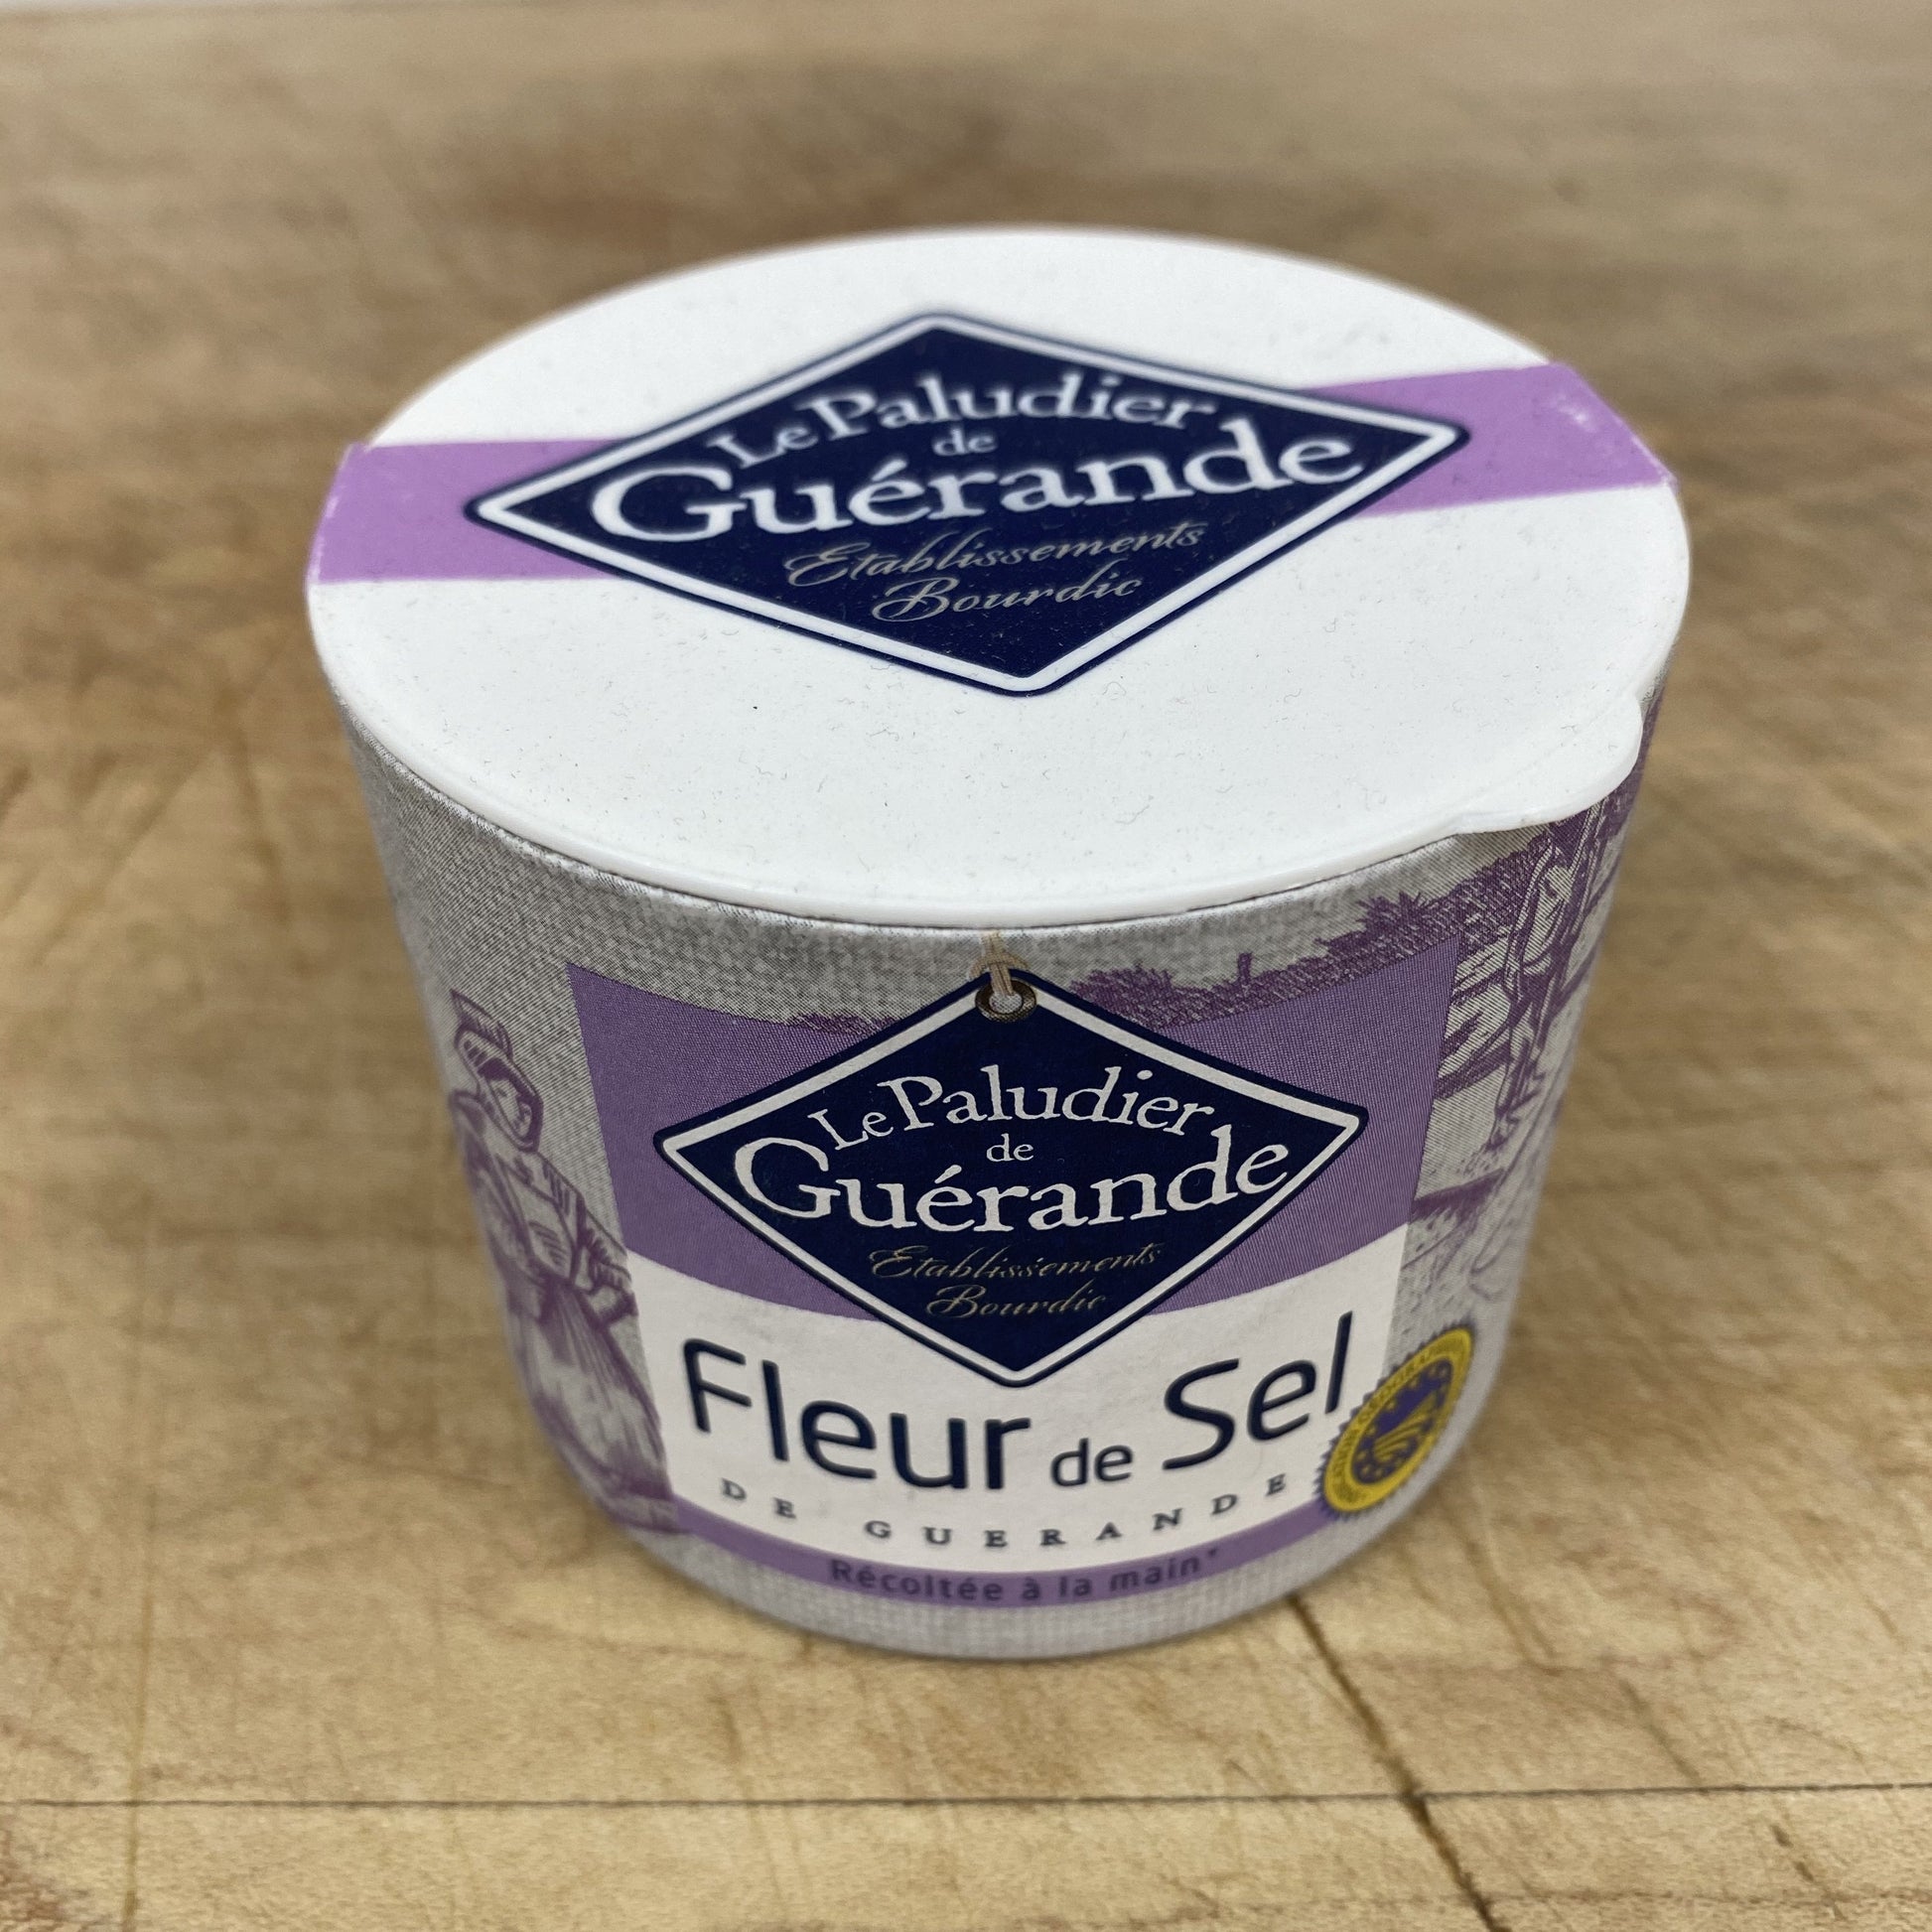 Le Paludier
de
Guérande
Etablissements
Bourdic
Le Paludier
de
Guérande
Etablissements
Bourdic
Fleur de Sel
DE GUERANDE
Récoltée à la main*